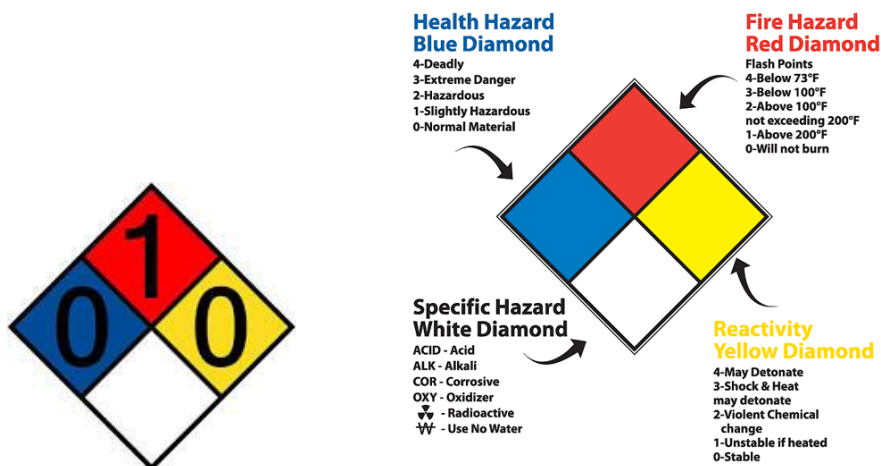 Health Hazard
Blue Diamond
4-Deadly
3-Extreme Danger
2-Hazardous
1-Slightly Hazardous
0-Normal Material
Fire Hazard
Red Diamond
Flash Points
4-Below 73°F
3-Below 100°F
2-Above 100°F
not exceeding 200°F
1-Above 200°F
0-Will not burn
1
0 0
Specific Hazard
White Diamond
ACID - Acid
ALK - Alkali
COR - Corrosive
OXY - Oxidizer
- Radioactive
W - Use No Water
Reactivity
Yellow Diamond
4-May Detonate
3-Shock & Heat
may detonate
2-Violent Chemical
change
1-Unstable if heated
0-Stable